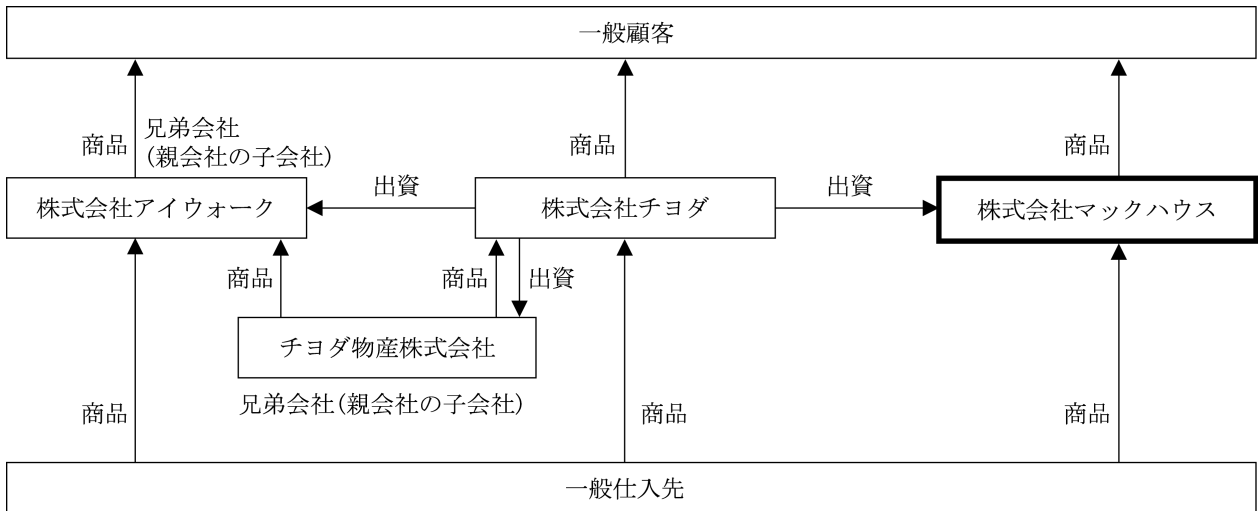 一般顧客
商品
兄弟会社
(親会社の子会社)
商品
商品
株式会社アイウォーク
出資
株式会社チヨダ
出資
株式会社マックハウス
商品
商品
出資
チヨダ物産株式会社
兄弟会社(親会社の子会社)
商品
商品
商品
一般仕入先